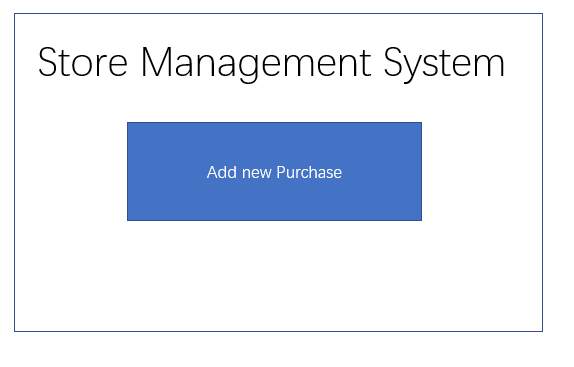 Store Management System
Add new Purchase